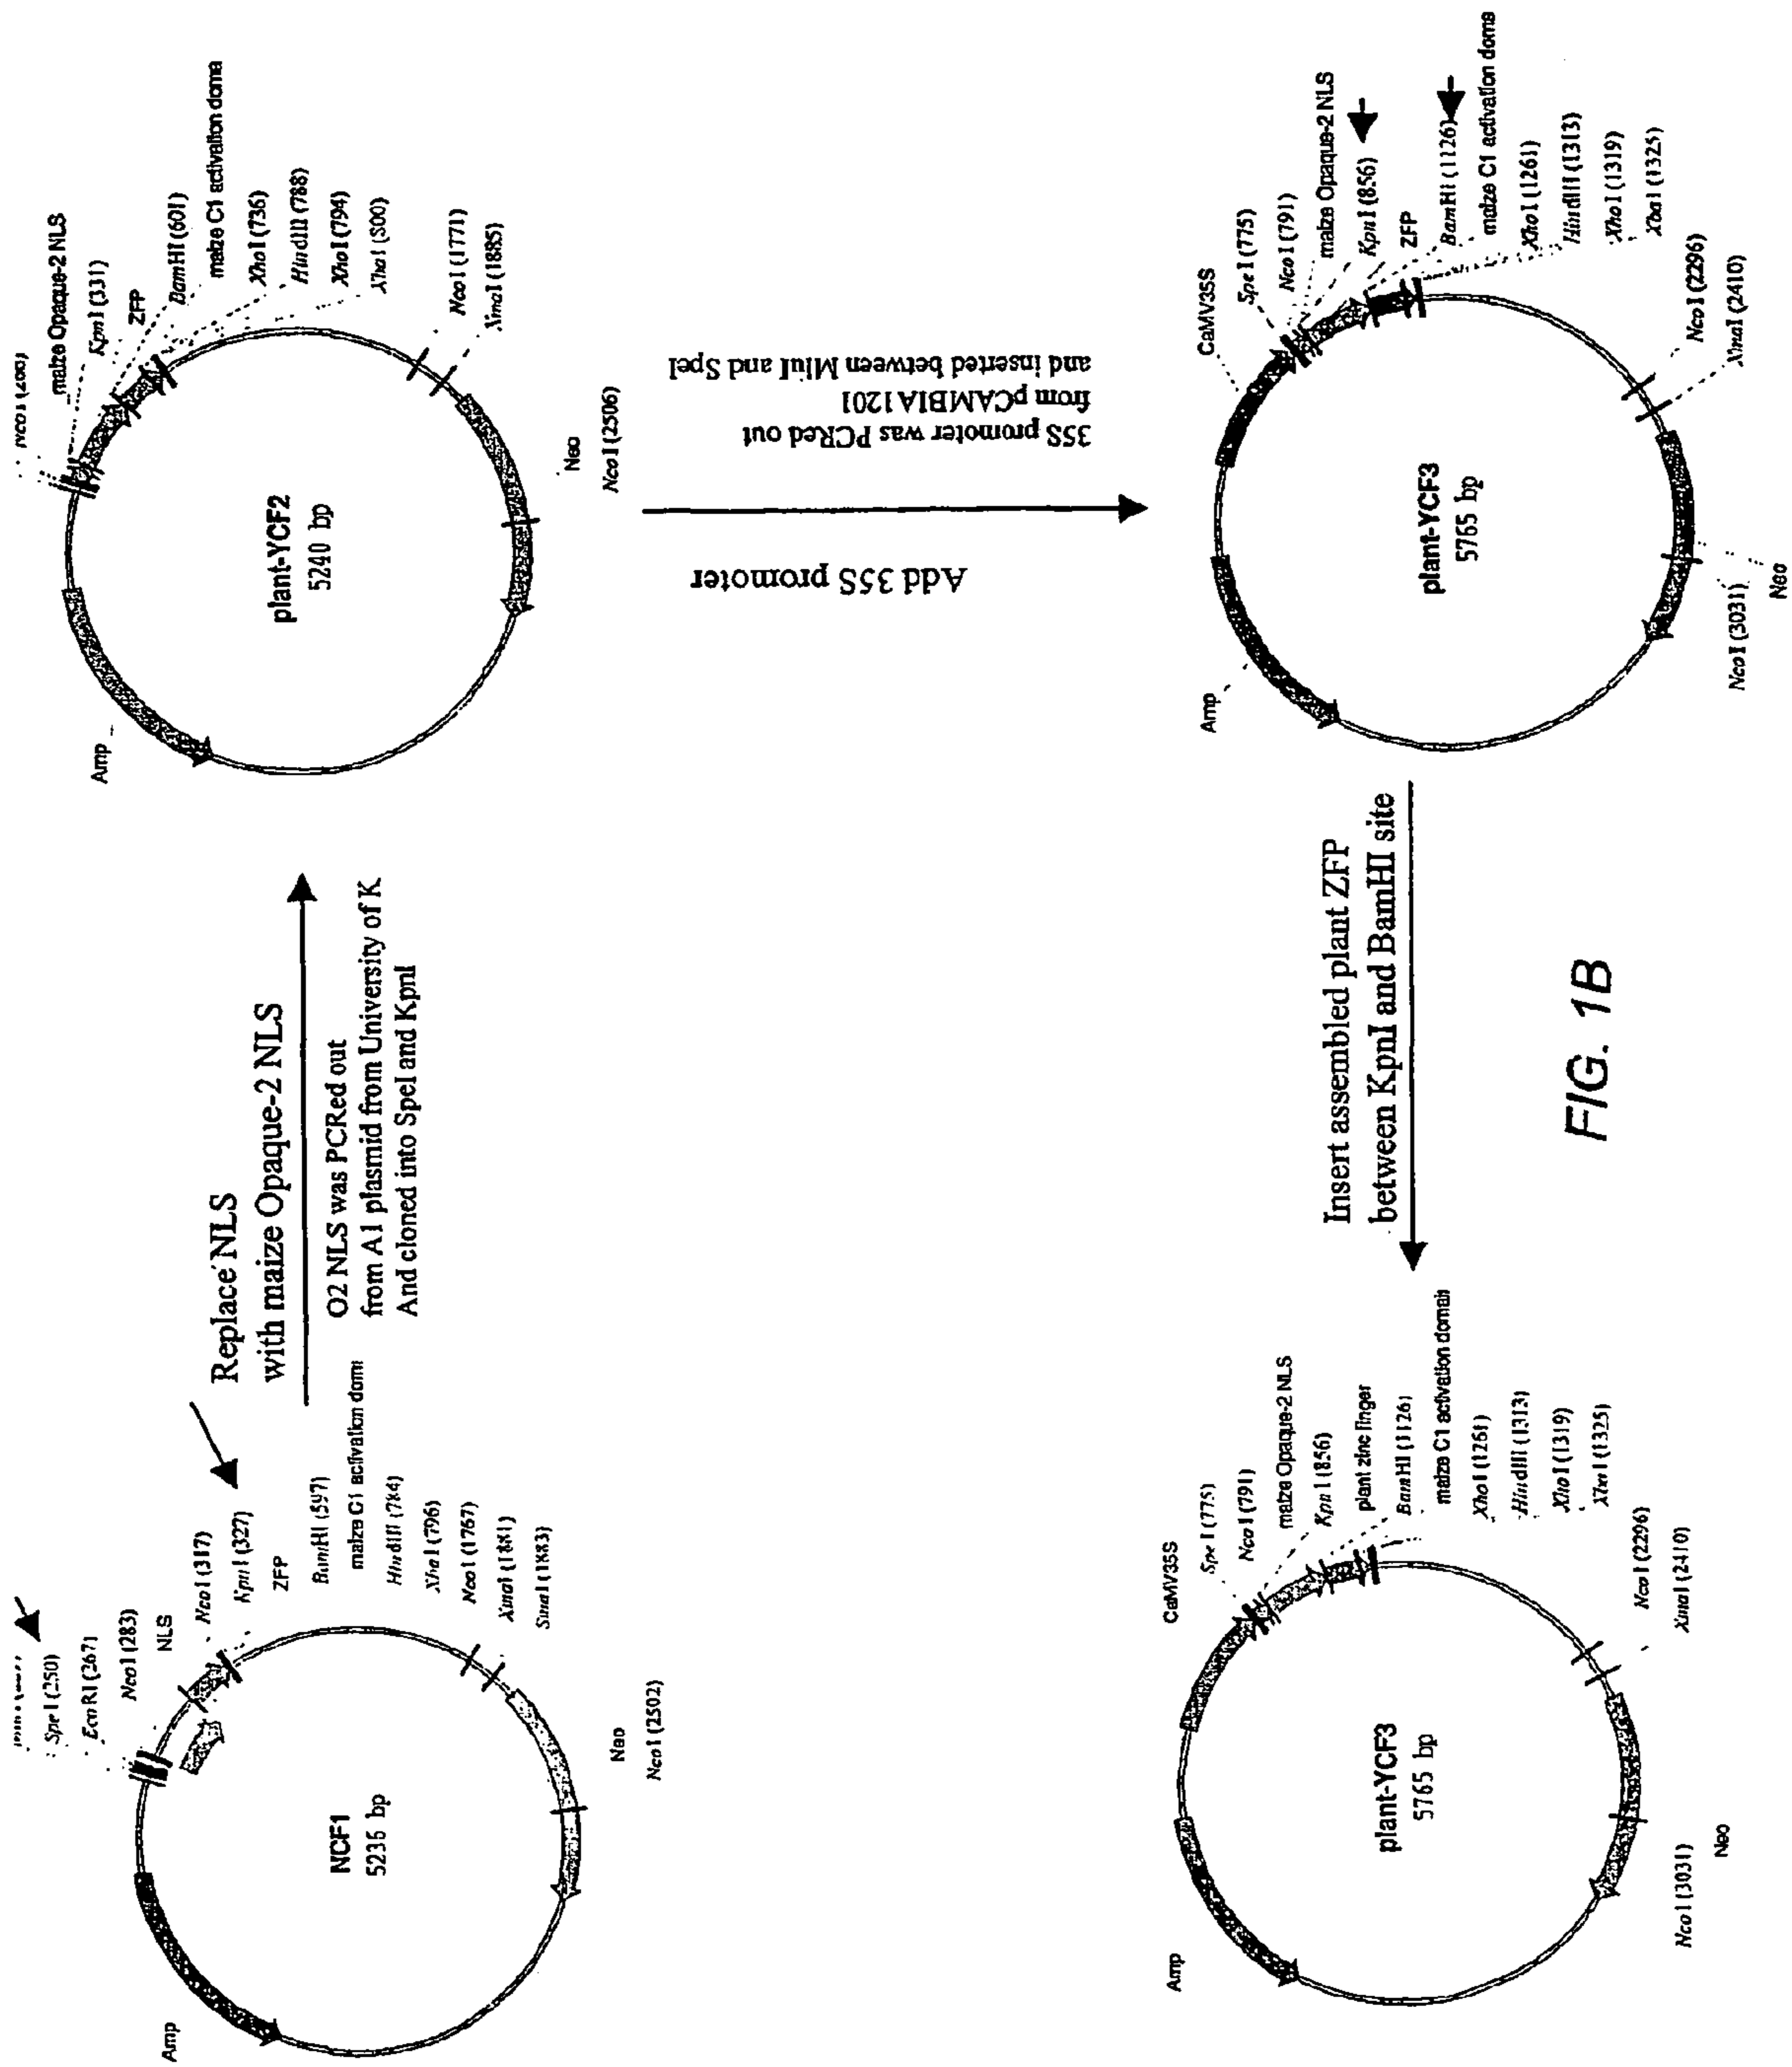 Spe I (250)
EcoRI (267)
Nco I (283)
NLS
Nco I (317)
Kpn I (327)
ZFP
BamHI (597)
maize C1 activation dom
HindIII (784)
Xba I (796)
Nco I (1767)
Xma I (1881)
Sma I (1883)
Amp
NCF1
5236 bp
Neo
Nco I (2502)
Replace NLS
with maize Opaque-2 NLS
O2 NLS was PCRed out
from A1 plasmid from University of K
And cloned into SpeI and KpnI
maize Opaque-2 NLS
Kpn I (331)
ZFP
BamHI (601)
maize C1 activation doma
Xho I (736)
HindIII (788)
Xho I (794)
Xba I (800)
Nco I (1771)
Xma I (1885)
Amp
plant-YCF2
5240 bp
Neo
Nco I (2506)
Add 35S promoter
35S promoter was PCRed out
from pCAMBIA1201
and inserted between MluI and SpeI
CaMV35S
Spe I (775)
Nco I (791)
maize Opaque-2 NLS
Kpn I (856)
ZFP
BamHI (1126)
maize C1 activation doma
Xho I (1261)
HindIII (1313)
Xho I (1319)
Xba I (1325)
Nco I (2296)
Xma I (2410)
Amp
plant-YCF3
5765 bp
Nco I (3031)
Neo
Insert assembled plant ZFP
between KpnI and BamHI site
CaMV35S
Spe I (775)
Nco I (791)
maize Opaque-2 NLS
Kpn I (856)
plant zinc finger
BamHI (1126)
maize C1 activation domain
Xho I (1261)
HindIII (1313)
Xho I (1319)
Xba I (1325)
Nco I (2296)
Xma I (2410)
Amp
plant-YCF3
5765 bp
Nco I (3031)
Neo
FIG. 1B